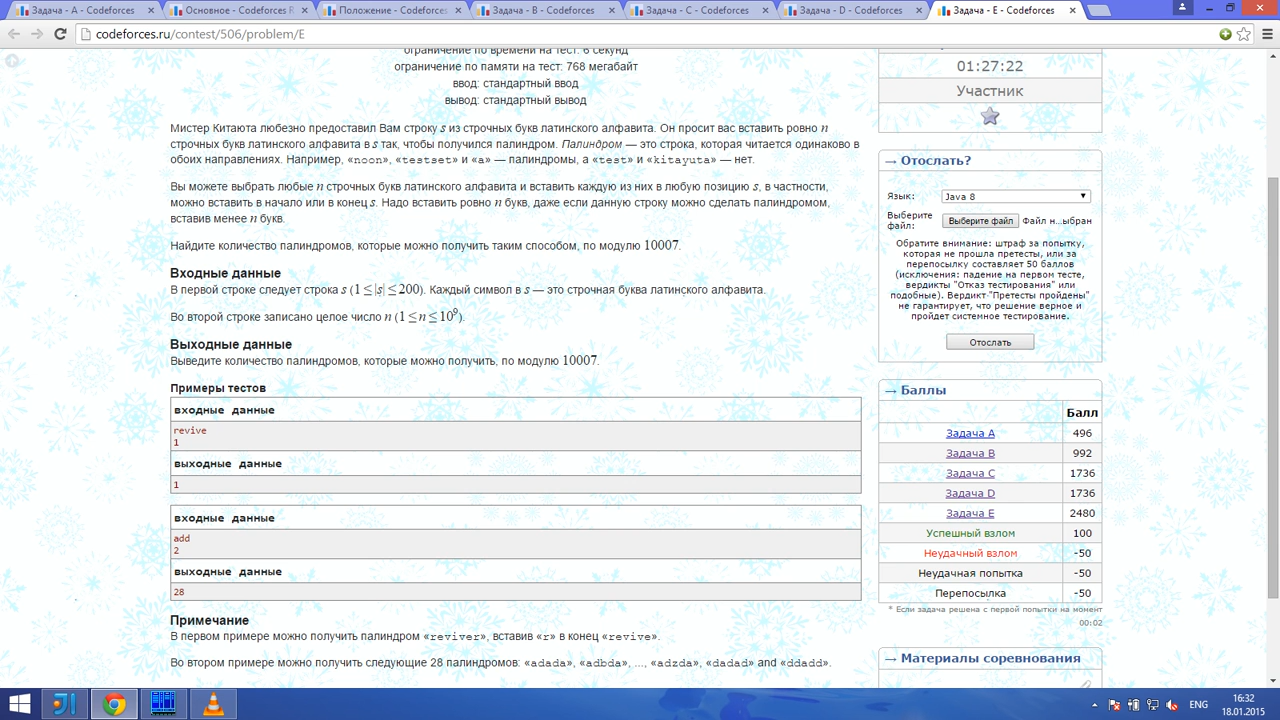 Задача - A - Codeforces
Основное - Codeforces R
Положение - Codeforces
Задача - B - Codeforces
Задача - C - Codeforces
Задача - D - Codeforces
Задача - E - Codeforces
codeforces.ru/contest/506/problem/E
ограничение по времени на тест: 6 секунд
ограничение по памяти на тест: 768 мегабайт
ввод: стандартный ввод
вывод: стандартный вывод
Мистер Китаюта любезно предоставил Вам строку s из строчных букв латинского алфавита. Он просит вас вставить ровно n
строчных букв латинского алфавита в s так, чтобы получился палиндром. Палиндром — это строка, которая читается одинаково в
обоих направлениях. Например, «noon», «testset» и «a» — палиндромы, а «test» и «kitayuta» — нет.
Вы можете выбрать любые n строчных букв латинского алфавита и вставить каждую из них в любую позицию s, в частности,
можно вставить в начало или в конец s. Надо вставить ровно n букв, даже если данную строку можно сделать палиндромом,
вставив менее n букв.
Найдите количество палиндромов, которые можно получить таким способом, по модулю 10007.
Входные данные
В первой строке следует строка s (1 ≤ |s| ≤ 200). Каждый символ в s — это строчная буква латинского алфавита.
Во второй строке записано целое число n (1 ≤ n ≤ 10⁹).
Выходные данные
Выведите количество палиндромов, которые можно получить, по модулю 10007.
Примеры тестов
входные данные
revive
1
выходные данные
1
входные данные
add
2
выходные данные
28
Примечание
В первом примере можно получить палиндром «reviver», вставив «r» в конец «revive».
Во втором примере можно получить следующие 28 палиндромов: «adada», «adbda», ..., «adzda», «dadad» and «ddadd».
01:27:22
Участник
→ Отослать?
Язык: Java 8
Выберите
файл: Выберите файл Файл н...ыбран
Обратите внимание: штраф за попытку,
которая не прошла претесты, или за
перепосылку составляет 50 баллов
(исключения: падение на первом тесте,
вердикты "Отказ тестирования" или
подобные). Вердикт "Претесты пройдены"
не гарантирует, что решение верное и
пройдет системное тестирование.
Отослать
→ Баллы
Балл
Задача A 496
Задача B 992
Задача C 1736
Задача D 1736
Задача E 2480
Успешный взлом 100
Неудачный взлом -50
Неудачная попытка -50
Перепосылка -50
* Если задача решена с первой попытки на момент
00:02
→ Материалы соревнования
ENG
16:32
18.01.2015